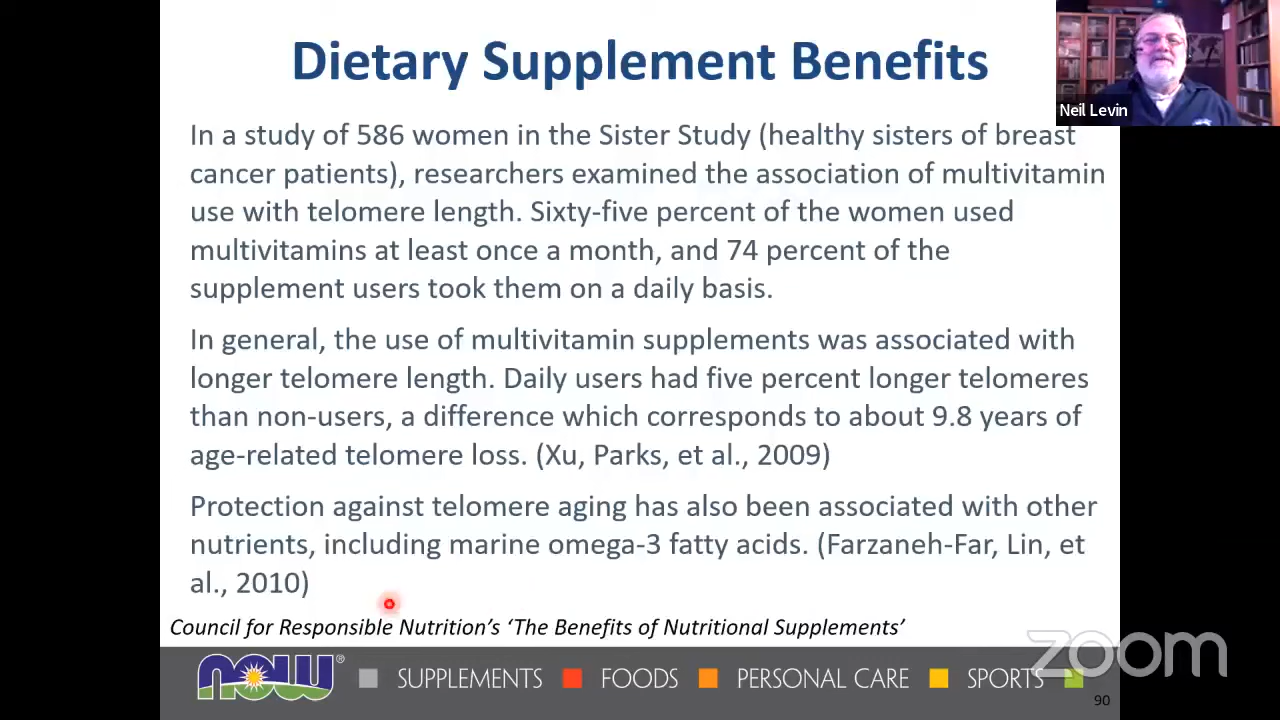 Dietary Supplement Benefits
Neil Levin
In a study of 586 women in the Sister Study (healthy sisters of breast
cancer patients), researchers examined the association of multivitamin
use with telomere length. Sixty-five percent of the women used
multivitamins at least once a month, and 74 percent of the
supplement users took them on a daily basis.
In general, the use of multivitamin supplements was associated with
longer telomere length. Daily users had five percent longer telomeres
than non-users, a difference which corresponds to about 9.8 years of
age-related telomere loss. (Xu, Parks, et al., 2009)
Protection against telomere aging has also been associated with other
nutrients, including marine omega-3 fatty acids. (Farzaneh-Far, Lin, et
al., 2010)
Council for Responsible Nutrition’s ‘The Benefits of Nutritional Supplements’
NOW® SUPPLEMENTS FOODS PERSONAL CARE SPORTS
zoom
90